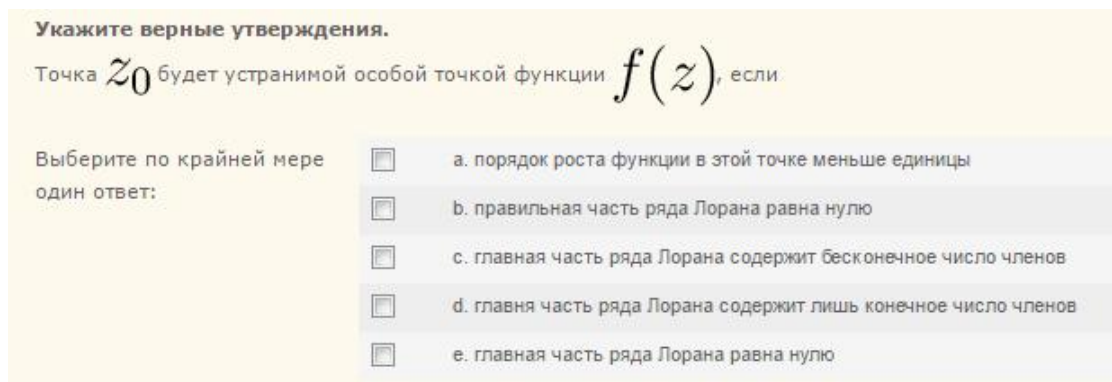 Укажите верные утверждения.
Точка z₀ будет устранимой особой точкой функции f(z), если
Выберите по крайней мере
один ответ:
a. порядок роста функции в этой точке меньше единицы
b. правильная часть ряда Лорана равна нулю
c. главная часть ряда Лорана содержит бесконечное число членов
d. главня часть ряда Лорана содержит лишь конечное число членов
e. главная часть ряда Лорана равна нулю